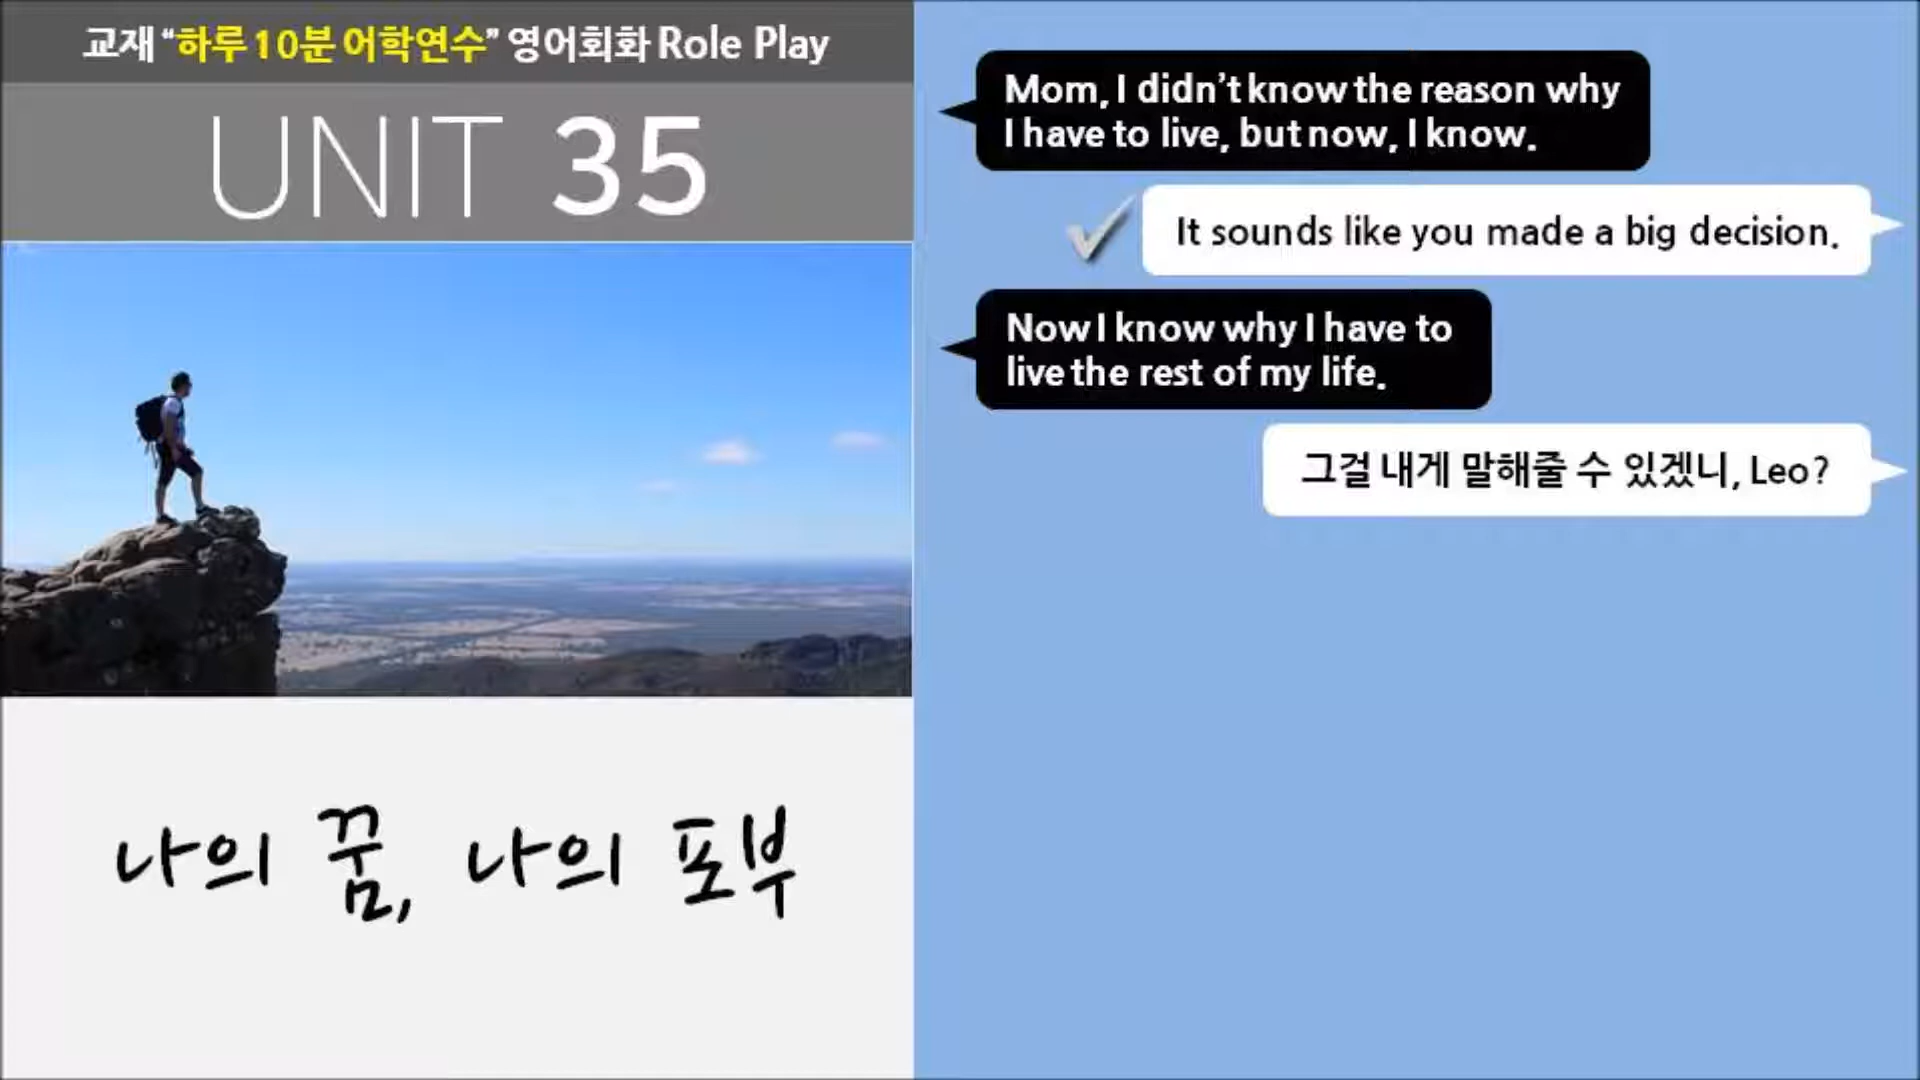 교재 “하루 10분 어학연수” 영어회화 Role Play
UNIT 35
나의 꿈, 나의 포부
Mom, I didn’t know the reason why
I have to live, but now, I know.
It sounds like you made a big decision.
Now I know why I have to
live the rest of my life.
그걸 내게 말해줄 수 있겠니, Leo?